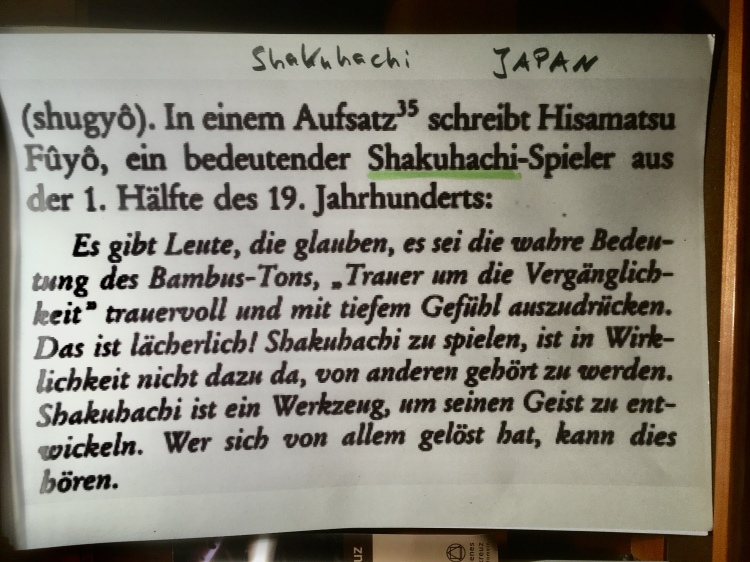 Shakuhachi JAPAN
(shugyô). In einem Aufsatz³⁵ schreibt Hisamatsu
Fûyô, ein bedeutender Shakuhachi-Spieler aus
der 1. Hälfte des 19. Jahrhunderts:
Es gibt Leute, die glauben, es sei die wahre Bedeu-
tung des Bambus-Tons, „Trauer um die Vergänglich-
keit" trauervoll und mit tiefem Gefühl auszudrücken.
Das ist lächerlich! Shakuhachi zu spielen, ist in Wirk-
lichkeit nicht dazu da, von anderen gehört zu werden.
Shakuhachi ist ein Werkzeug, um seinen Geist zu ent-
wickeln. Wer sich von allem gelöst hat, kann dies
hören.